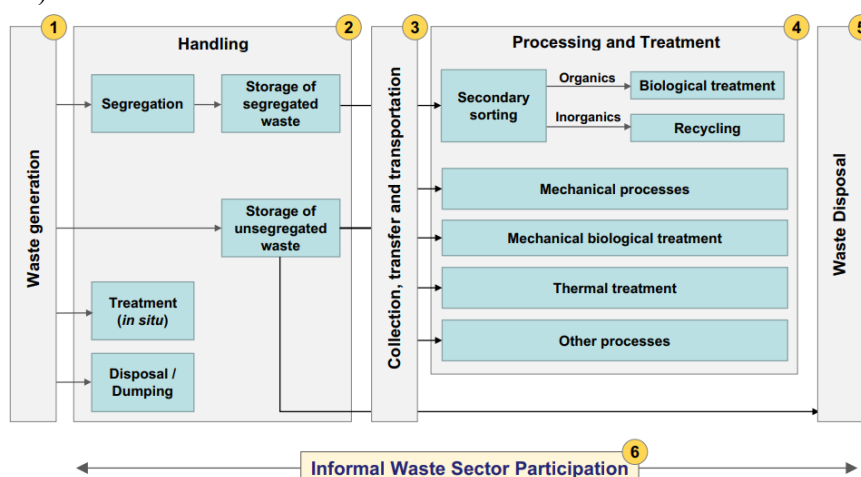 1
Waste generation
2
Handling
Segregation
Storage of
segregated
waste
Storage of
unsegregated
waste
Treatment
(in situ)
Disposal /
Dumping
3
Collection, transfer and transportation
4
Processing and Treatment
Secondary
sorting
Organics
Biological treatment
Inorganics
Recycling
Mechanical processes
Mechanical biological treatment
Thermal treatment
Other processes
5
Waste Disposal
6
Informal Waste Sector Participation